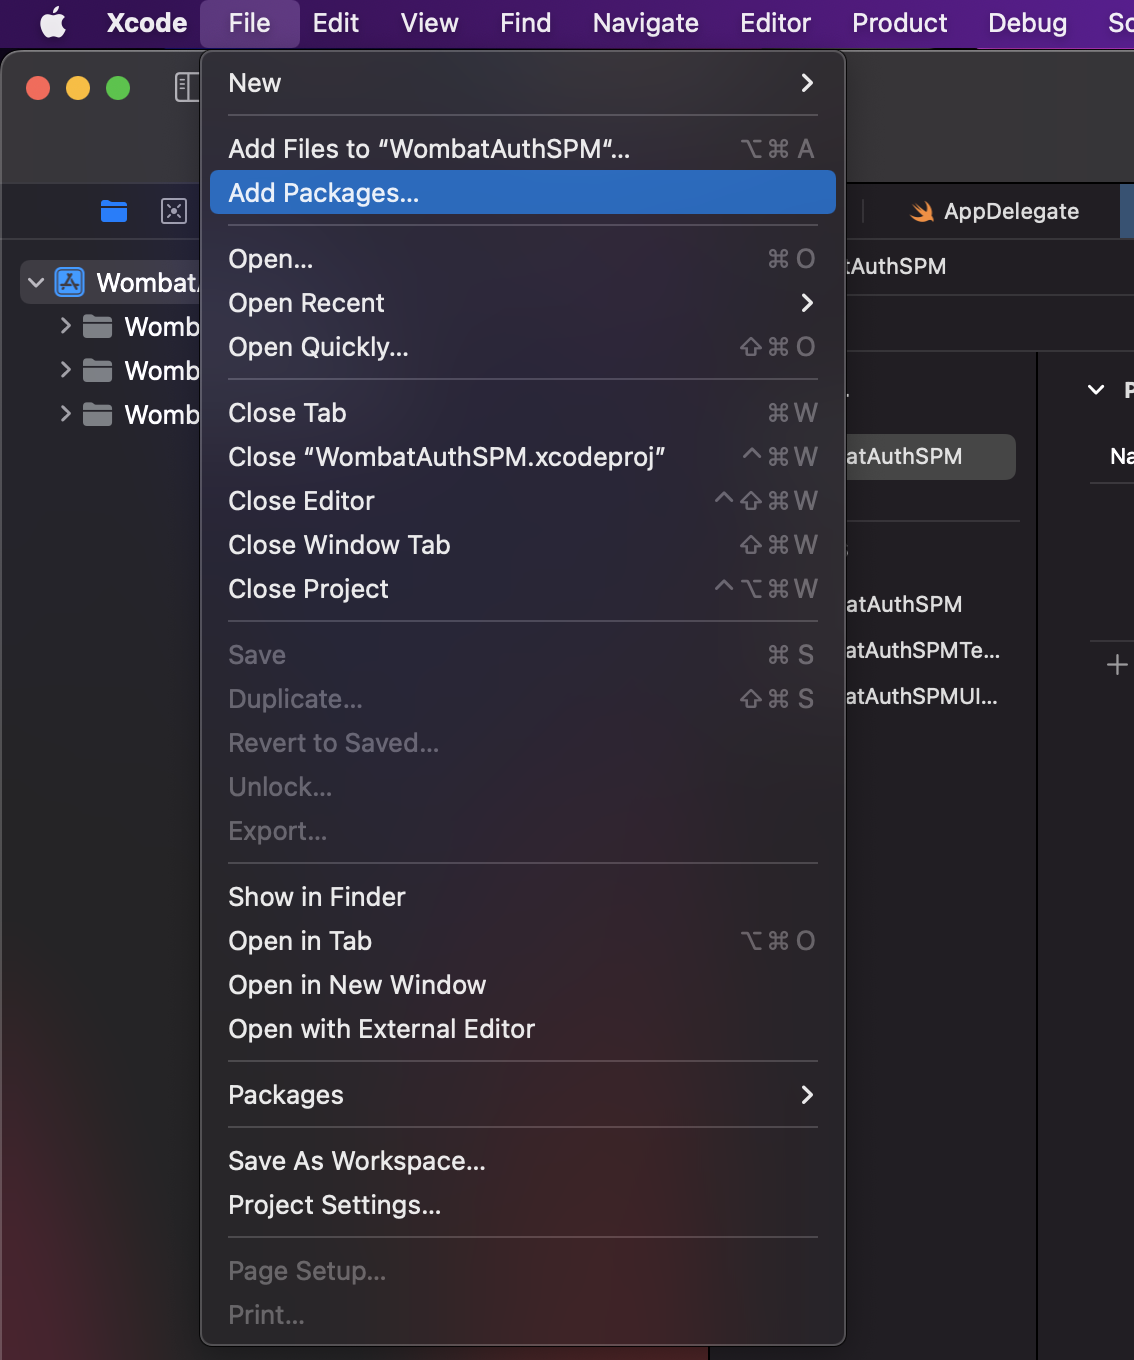 Xcode File Edit View Find Navigate Editor Product Debug
New
Add Files to “WombatAuthSPM“... ⌥⌘A
Add Packages...
AppDelegate
Open... ⌘O
tAuthSPM
Wombat
Open Recent
Womb
Open Quickly... ⇧⌘O
Womb
Close Tab ⌘W
Womb
Close “WombatAuthSPM.xcodeproj” ^⌘W
atAuthSPM
Na
Close Editor ^⇧⌘W
Close Window Tab ⇧⌘W
Close Project ^⌥⌘W
atAuthSPM
Save ⌘S
atAuthSPMTe...
Duplicate... ⇧⌘S
atAuthSPMUI...
Revert to Saved...
Unlock...
Export...
Show in Finder
Open in Tab ⌥⌘O
Open in New Window
Open with External Editor
Packages
Save As Workspace...
Project Settings...
Page Setup...
Print...